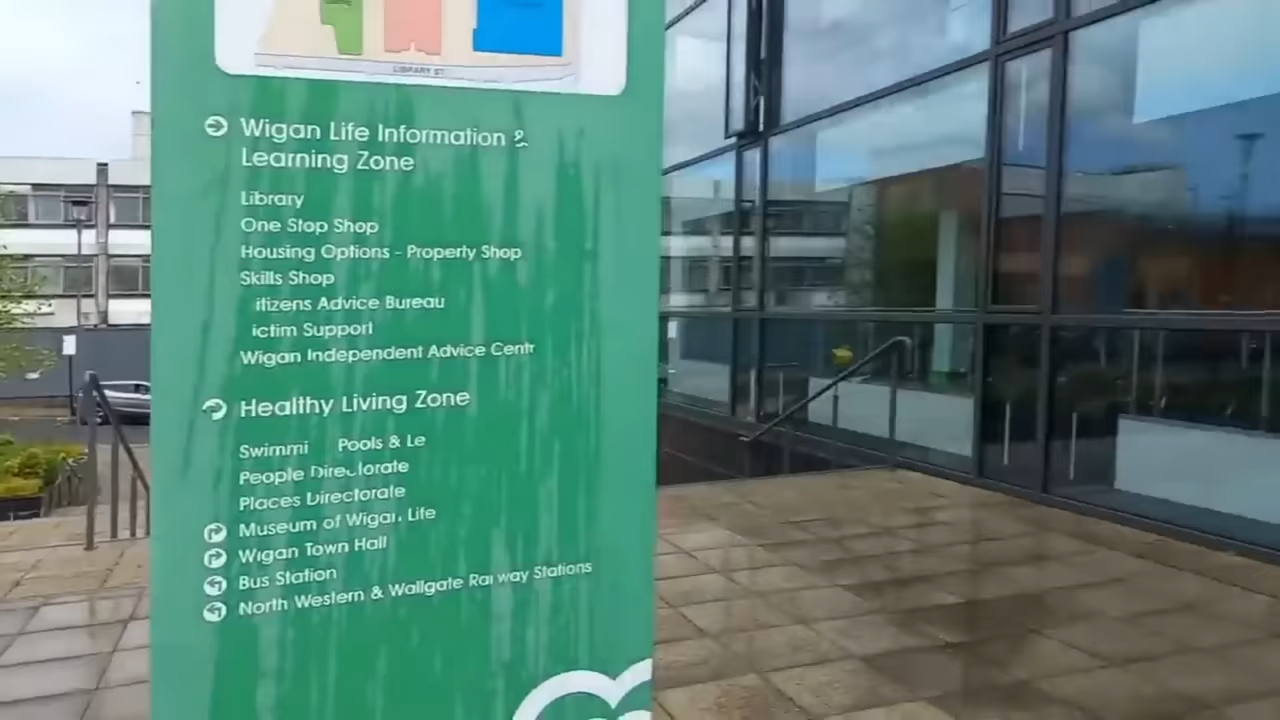 LIBRARY ST
Wigan Life Information &
Learning Zone
Library
One Stop Shop
Housing Options - Property Shop
Skills Shop
itizens Advice Bureau
ictim Support
Wigan Independent Advice Centr
Healthy Living Zone
Swimmi Pools & Le
People Directorate
Places Directorate
Museum of Wigan Life
Wigan Town Hall
Bus Station
North Western & Wallgate Railway Stations